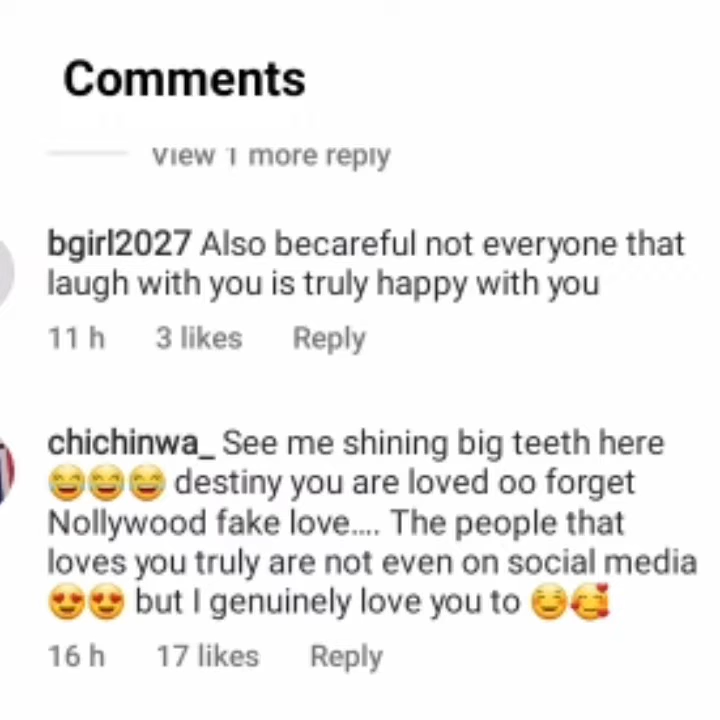 Comments
View 1 more reply
bgirl2027 Also becareful not everyone that
laugh with you is truly happy with you
11 h 3 likes Reply
chichinwa_ See me shining big teeth here
😅😅😅 destiny you are loved oo forget
Nollywood fake love.... The people that
loves you truly are not even on social media
😍😍 but I genuinely love you to ☺️🥰
16 h 17 likes Reply